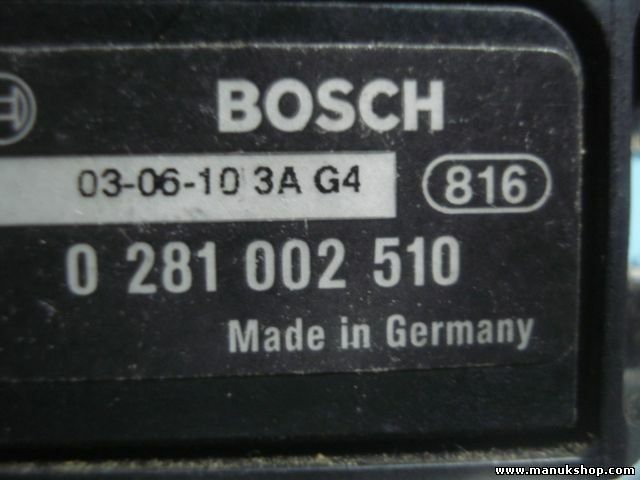 BOSCH
03-06-10 3A G4
816
0 281 002 510
Made in Germany
www.manukshop.com